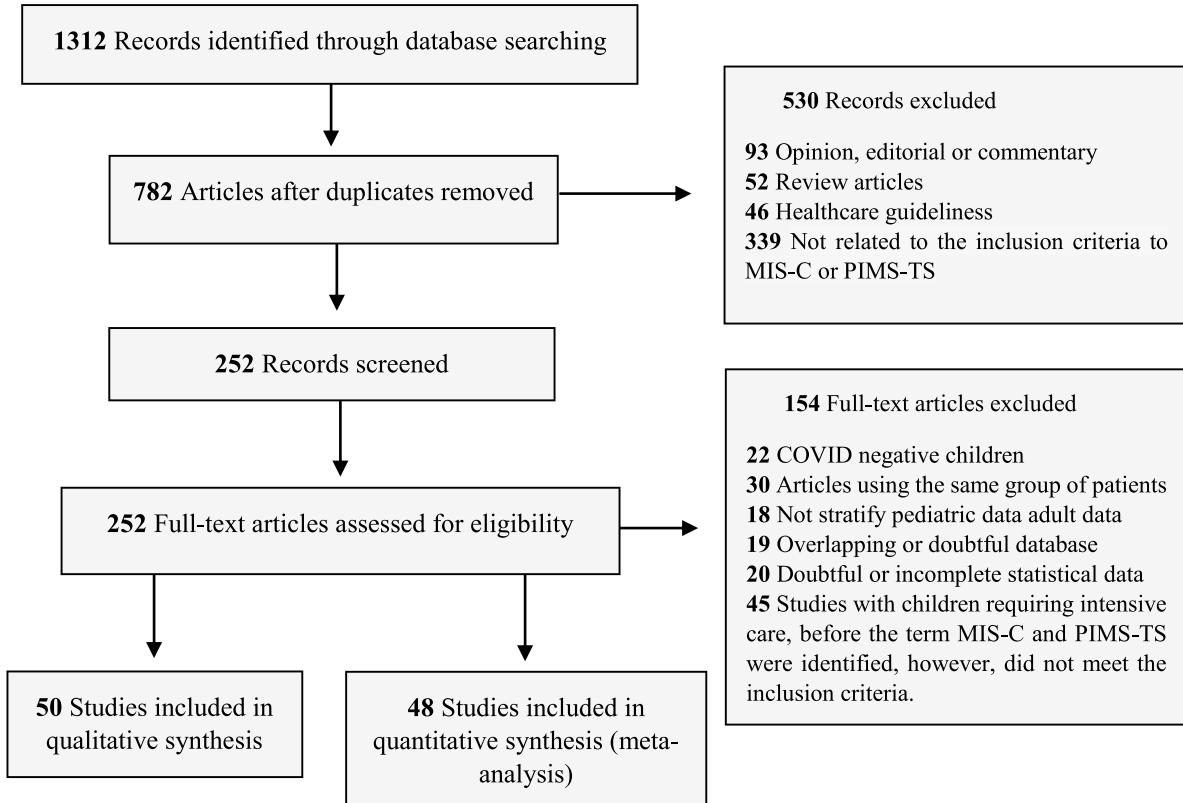 1312 Records identified through database searching
530 Records excluded
93 Opinion, editorial or commentary
52 Review articles
46 Healthcare guideliness
339 Not related to the inclusion criteria to
MIS-C or PIMS-TS
782 Articles after duplicates removed
252 Records screened
154 Full-text articles excluded
22 COVID negative children
30 Articles using the same group of patients
18 Not stratify pediatric data adult data
19 Overlapping or doubtful database
20 Doubtful or incomplete statistical data
45 Studies with children requiring intensive
care, before the term MIS-C and PIMS-TS
were identified, however, did not meet the
inclusion criteria.
252 Full-text articles assessed for eligibility
50 Studies included in
qualitative synthesis
48 Studies included in
quantitative synthesis (meta-
analysis)